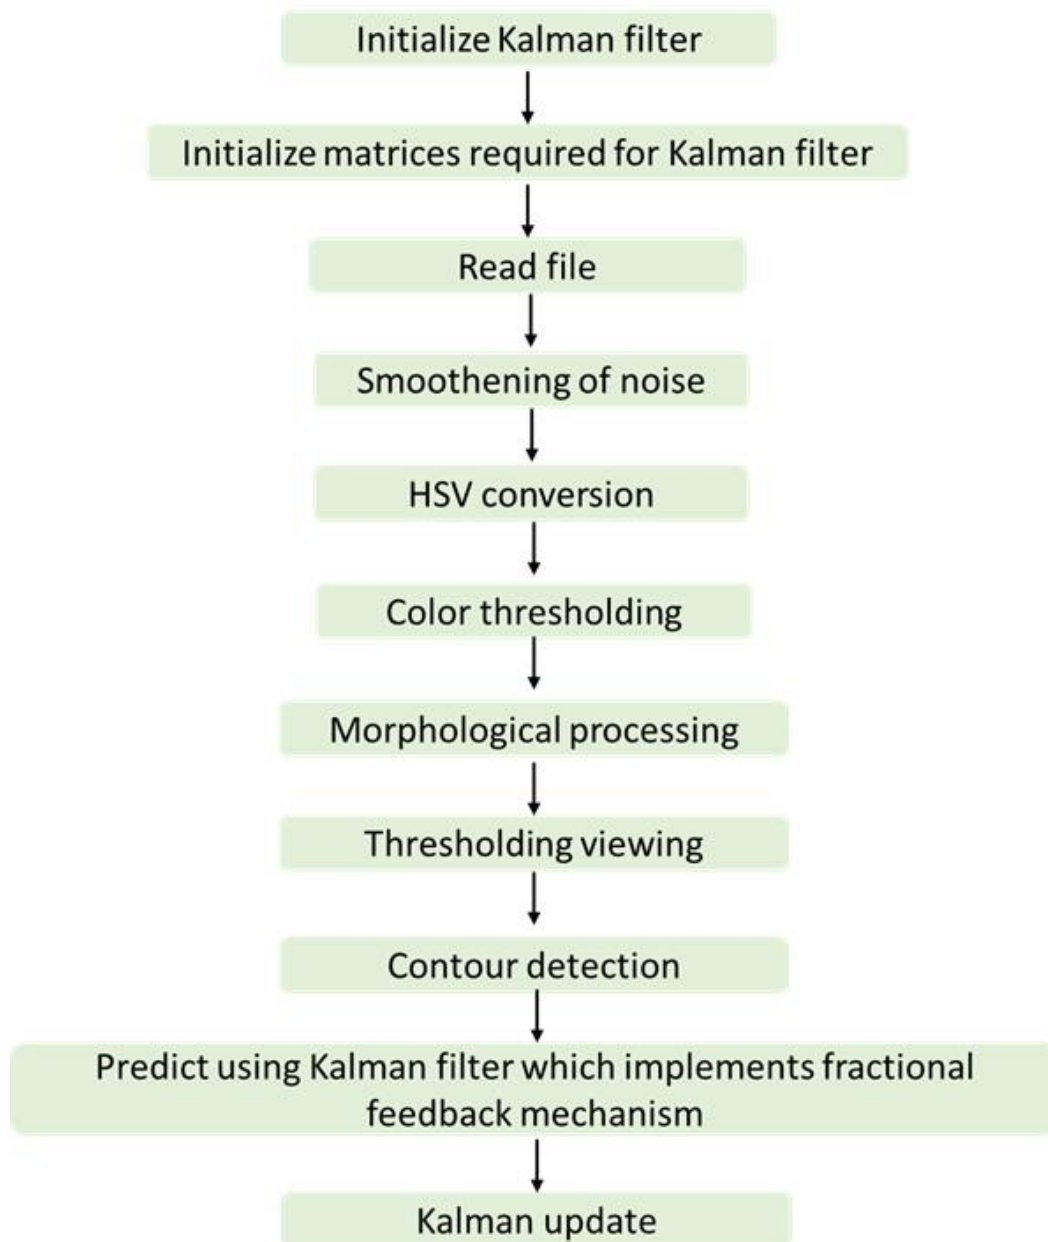 Initialize Kalman filter
Initialize matrices required for Kalman filter
Read file
Smoothening of noise
HSV conversion
Color thresholding
Morphological processing
Thresholding viewing
Contour detection
Predict using Kalman filter which implements fractional
feedback mechanism
Kalman update